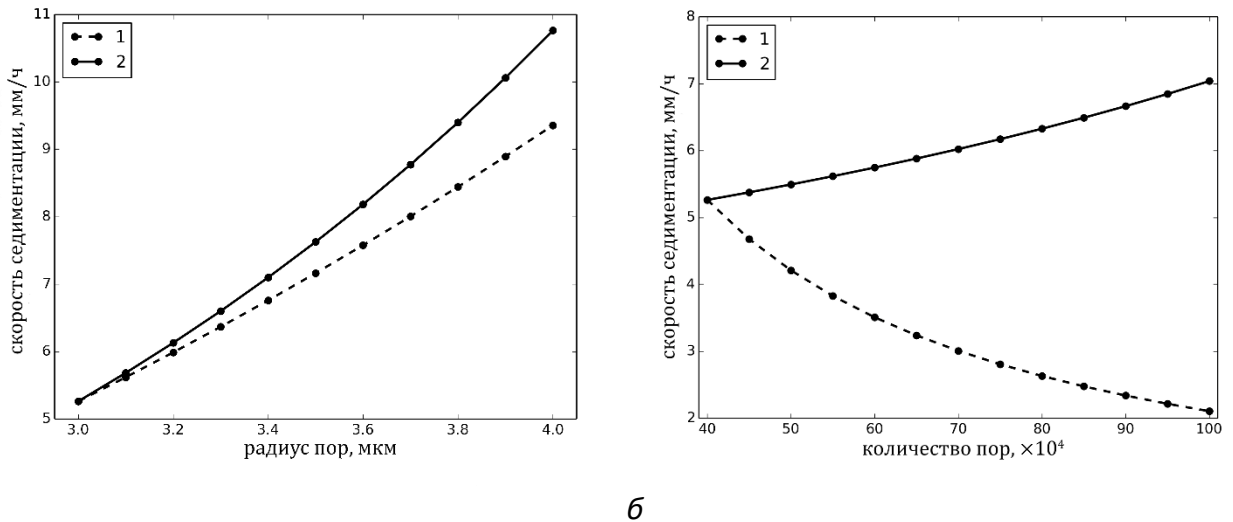 11
10
9
8
7
6
5
1
2
скорость седиментации, мм/ч
3.0 3.2 3.4 3.6 3.8 4.0
радиус пор, мкм
8
7
6
5
4
3
2
1
2
скорость седиментации, мм/ч
40 50 60 70 80 90 100
количество пор, ×10⁴
б